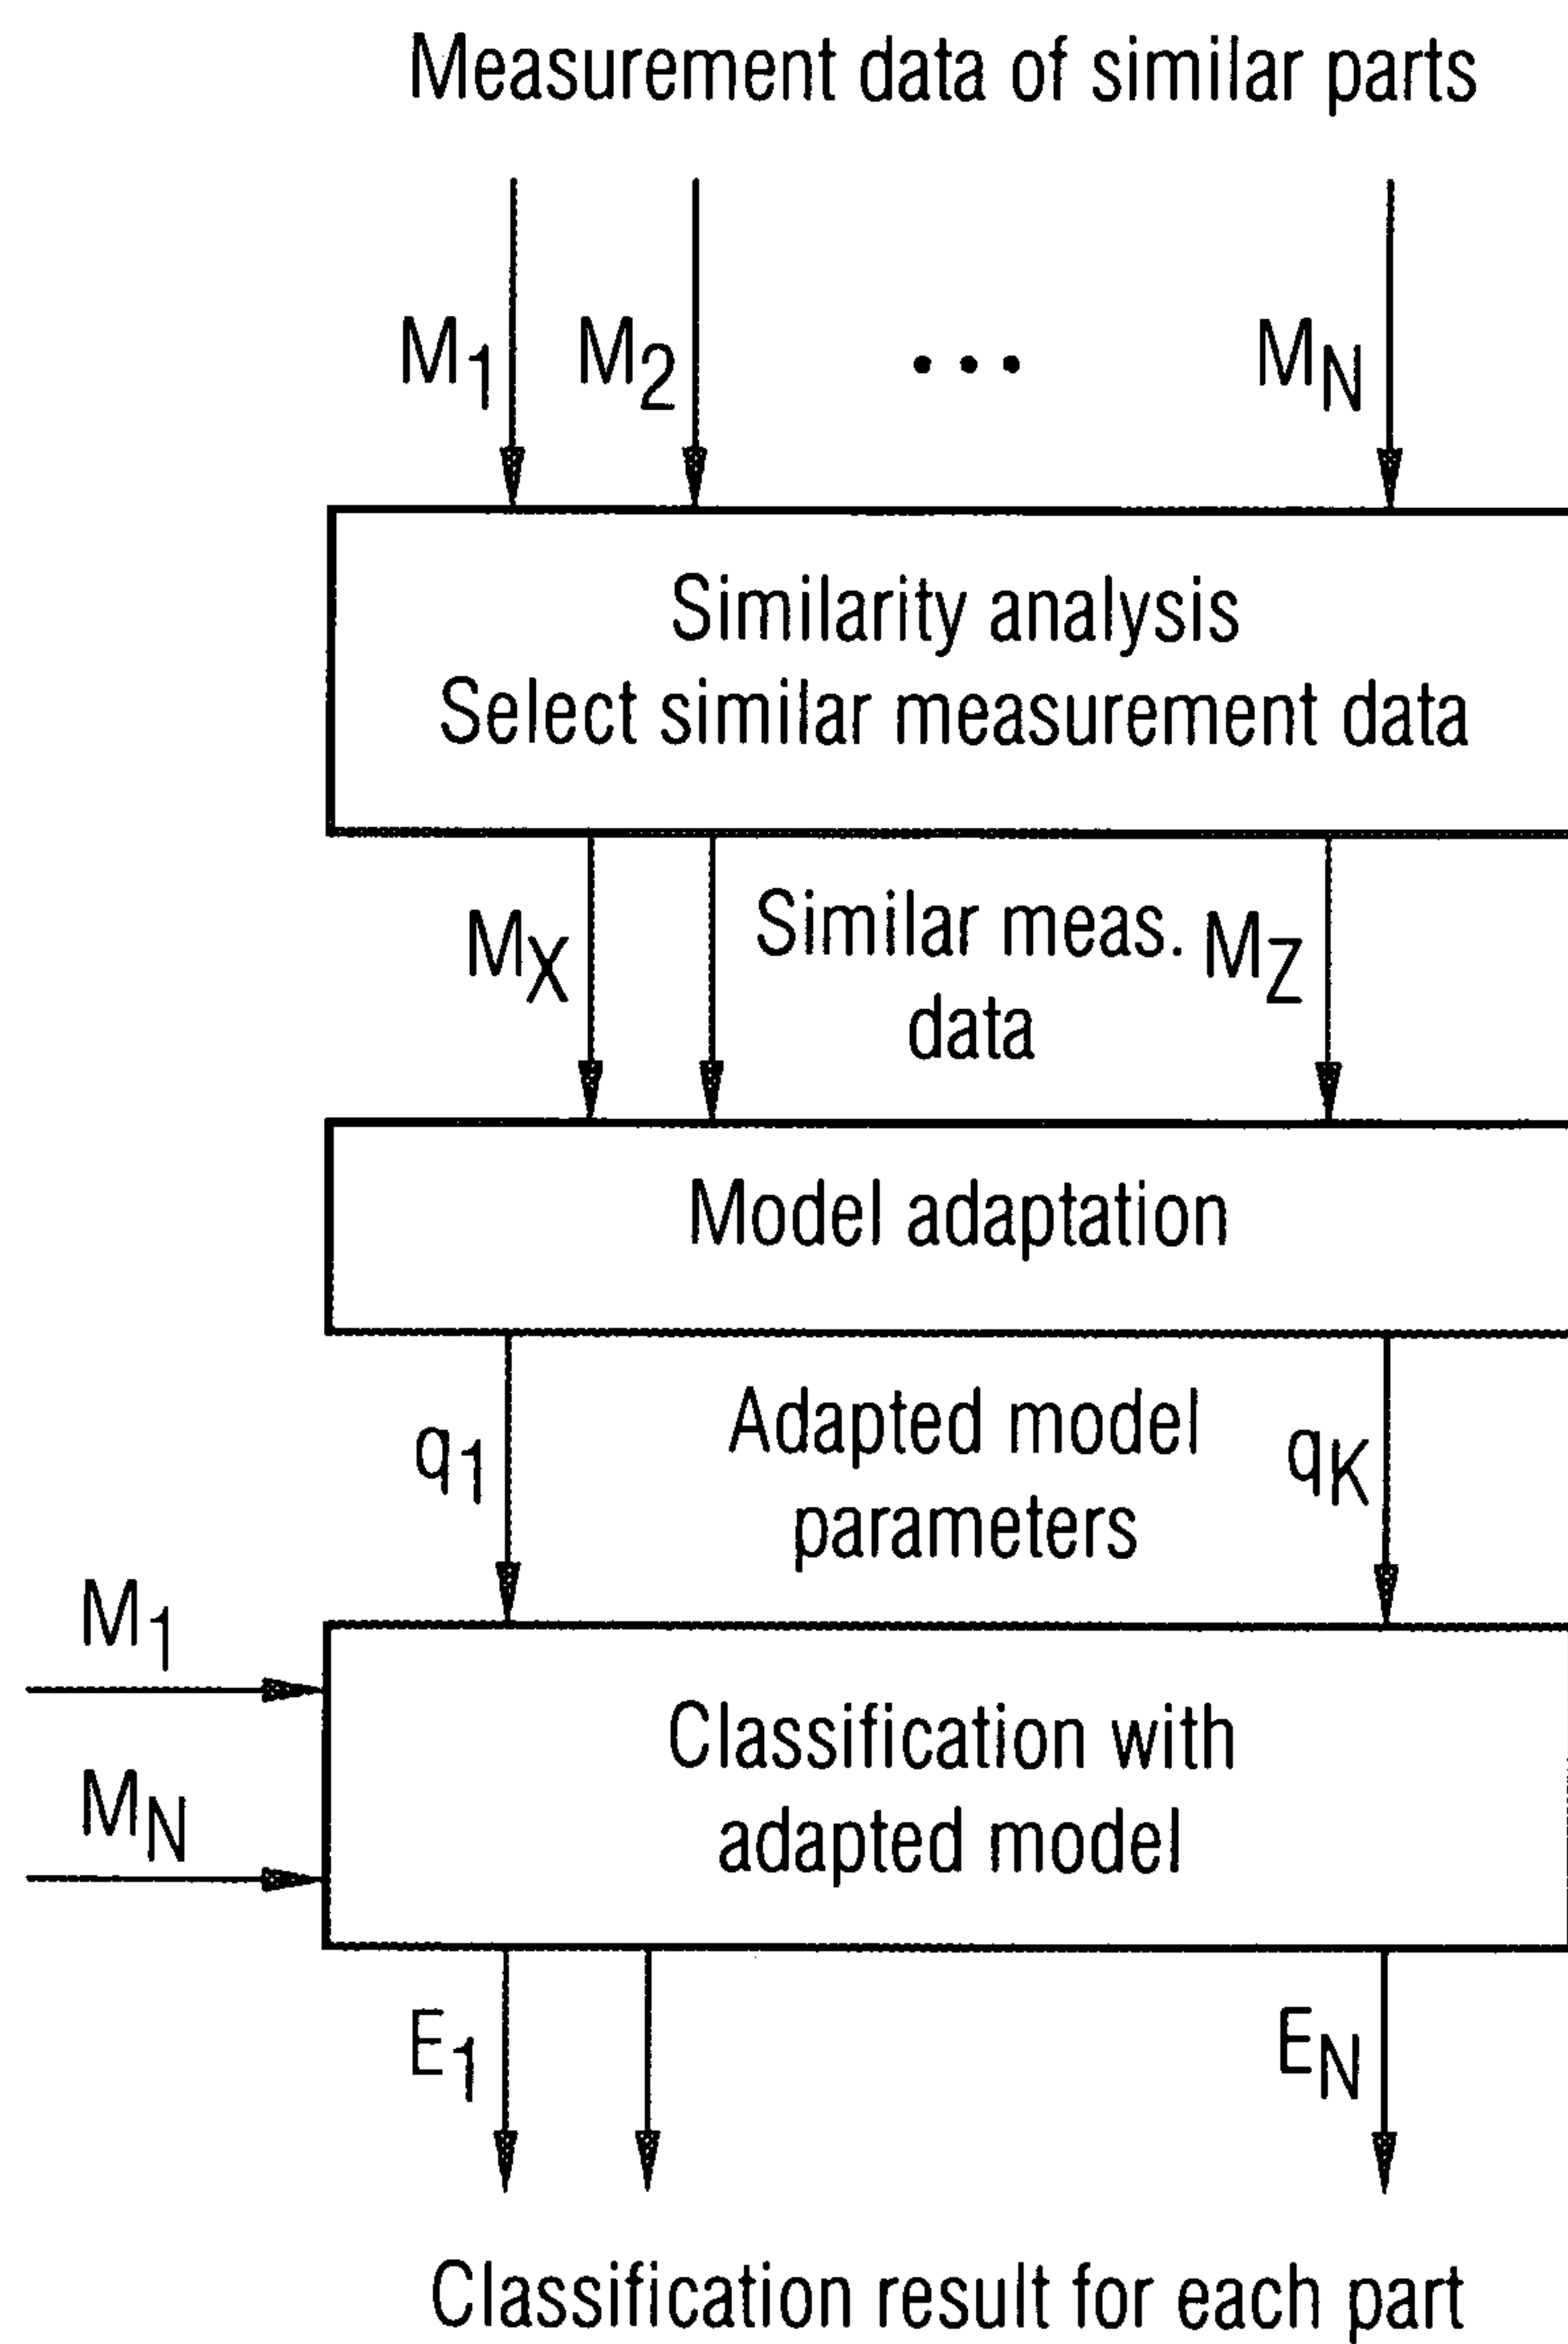 Measurement data of similar parts
M1 M2 ... MN
Similarity analysis
Select similar measurement data
MX Similar meas. MZ
data
Model adaptation
q1 Adapted model qK
parameters
M1
Classification with
MN adapted model
E1 EN
Classification result for each part